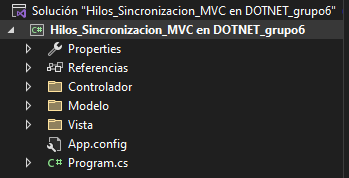 Solución "Hilos_Sincronizacion_MVC en DOTNET_grupo6"
C# Hilos_Sincronizacion_MVC en DOTNET_grupo6
Properties
Referencias
Controlador
Modelo
Vista
App.config
C# Program.cs